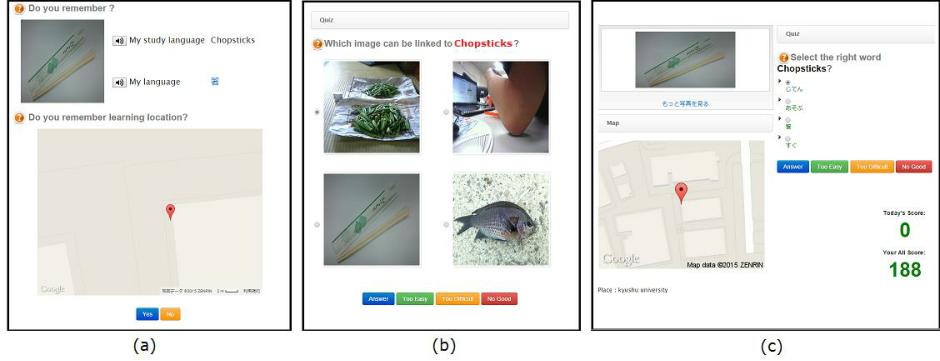 Do you remember ?
My study language Chopsticks
My language 箸
Do you remember learning location?
Google
Yes No
(a)
Quiz
Which image can be linked to Chopsticks?
Answer Too Easy Too Difficult No Good
(b)
もっと写真を見る
Map
Google
Map data ©2015 ZENRIN
Place : kyushu university
Quiz
Select the right word
Chopsticks?
じてん
あそぶ
箸
すぐ
Answer Too Easy Too Difficult No Good
Today's Score:
0
Your All Score:
188
(c)